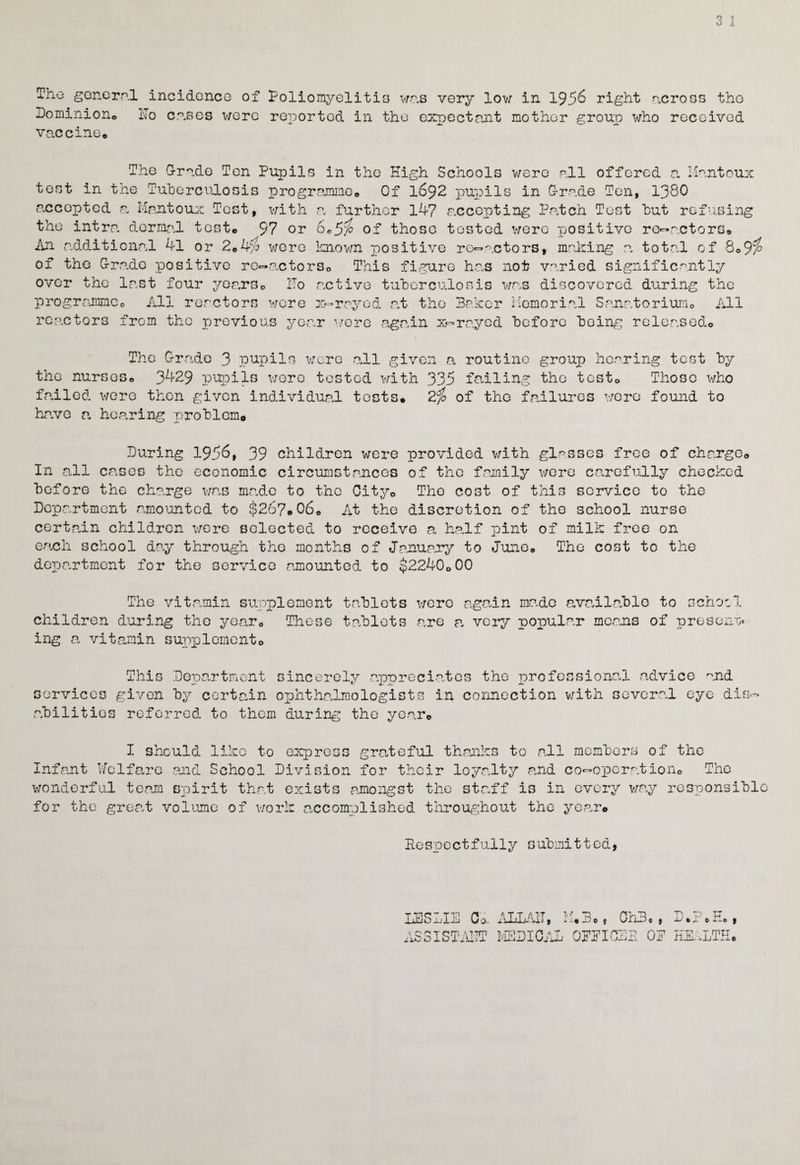 3 1
The general incidence of Poliomyelitis was very low in 1956 right across the
Dominion. No cases were reported in the expectant mother group who received
vaccine.
The Grade Ten Pupils in the High Schools were all offered a Mantoux
test in the Tuberculosis programme. Of 1692 pupils in Grade Ten, 1380
accepted a Mantoux Test, with a further 147 accepting Patch Test but refusing
the intra dermal test. 97 or 6.5% of those tested were positive re-actors.
An additional 41 or 2.4% were known positive re-actors, making a total of 8.9%
of the Grade positive re-actors. This figure has not varied significantly
over the last four years. No active tuberculosis was discovered during the
programme. All reactors were x-rayed at the Baker Memorial Sanatorium. All
reactors from the previous year were again x-rayed before being released.
The Grade 3 pupils were all given a routine group hearing test by
the nurses. 3429 pupils were tested with 335 failing the test. Those who
failed were then given individual tests. 2% of the failures were found to
have a hearing problem.
During 1956, 39 children were provided with glasses free of charge.
In all cases the economic circumstances of the family were carefully checked
before the charge was made to the City. The cost of this service to the
Department amounted to $267.06. At the discretion of the school nurse
certain children were selected to receive a half pint of milk free on
each school day through the months of January to June. The cost to the
department for the service amounted to $2240.00
The vitamin supplement tablets were again made available to school
children during the year. These tablets are a very popular means of present-
ing a vitamin supplement.
This Department sincerely appreciates the professional advice and
services given by certain ophthalmologists in connection with several eye dis-
abilities referred to them during the year.
I should like to express grateful thanks to all members of the
Infant Welfare and School Division for their loyalty and co-operation. The
wonderful team spirit that exists amongst the staff is in every way responsible
for the great volume of work accomplished throughout the year.
Respectfully submitted,
LESLIE C. ALLAN, M.B., ChB., D.P.H.,
ASSISTANT MEDICAL OFFICER OF HEALTH.